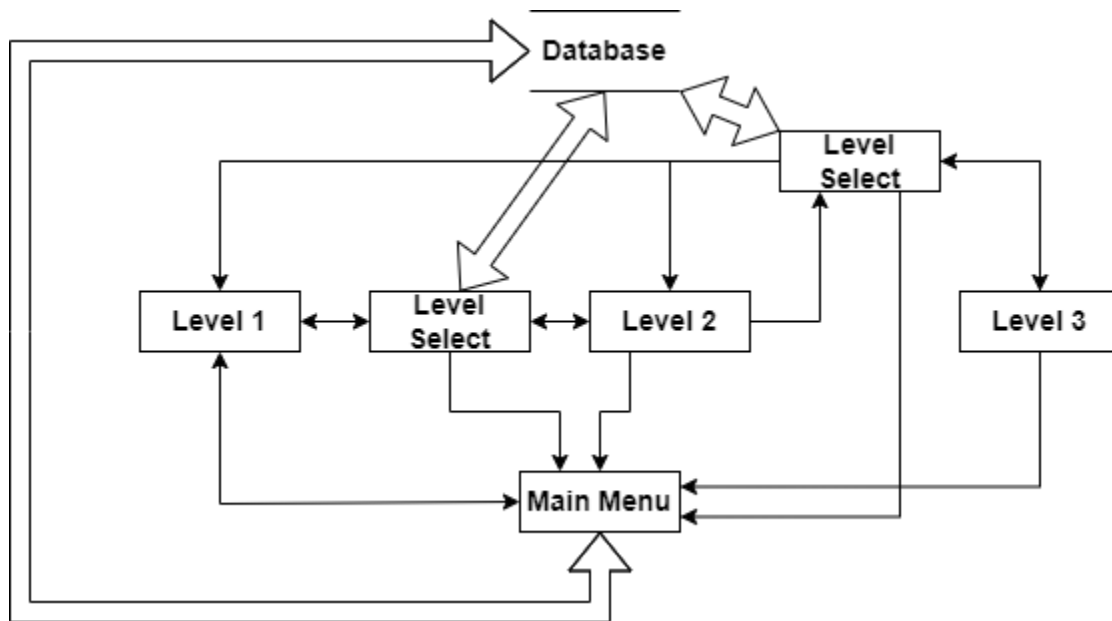 Database
Level
Select
Level 1
Level
Select
Level 2
Level 3
Main Menu